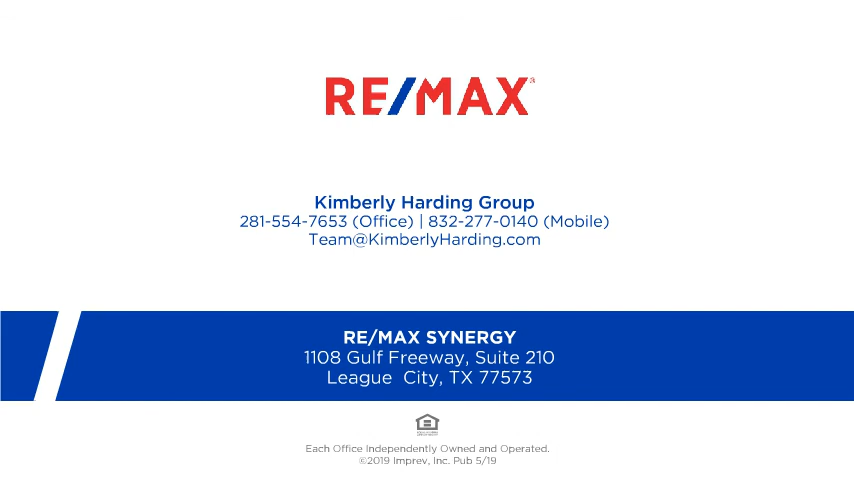 RE/MAX®
Kimberly Harding Group
281-554-7653 (Office) | 832-277-0140 (Mobile)
Team@KimberlyHarding.com
RE/MAX SYNERGY
1108 Gulf Freeway, Suite 210
League  City, TX 77573
Each Office Independently Owned and Operated.
©2019 Imprev, Inc. Pub 5/19